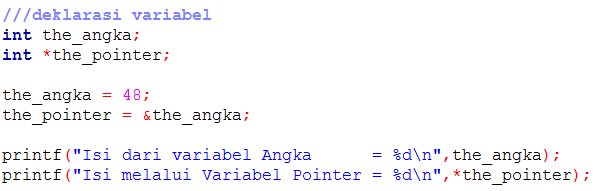 ///deklarasi variabel
int the_angka;
int *the_pointer;
the_angka = 48;
the_pointer = &the_angka;
printf("Isi dari variabel Angka      = %d\n",the_angka);
printf("Isi melalui Variabel Pointer = %d\n",*the_pointer);